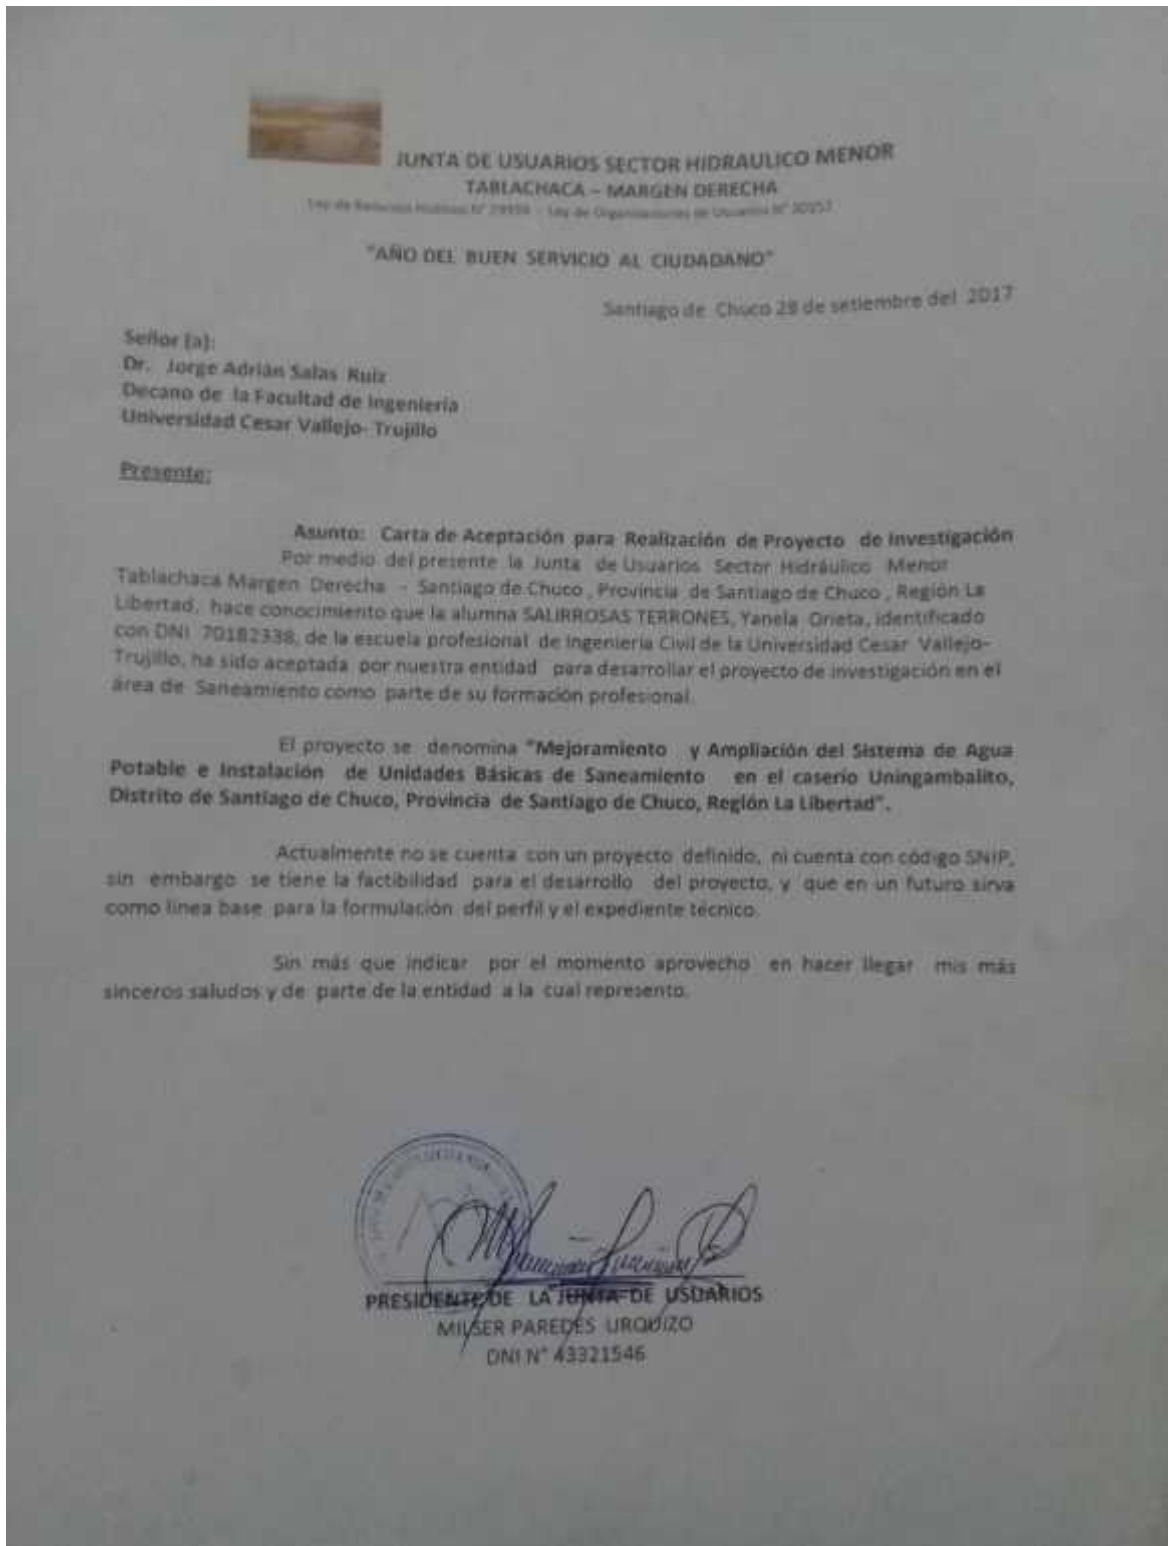 JUNTA DE USUARIOS SECTOR HIDRAULICO MENOR
TABLACHACA – MARGEN DERECHA
Ley de Recursos Hídricos N° – Ley de Organizaciones de Usuarios N° 30157
"AÑO DEL BUEN SERVICIO AL CIUDADANO"
Santiago de Chuco 28 de setiembre del 2017
Señor (a):
Dr. Jorge Adrián Salas Ruiz
Decano de la Facultad de Ingeniería
Universidad Cesar Vallejo- Trujillo
Presente:
Asunto: Carta de Aceptación para Realización de Proyecto de Investigación
Por medio del presente la Junta de Usuarios Sector Hidráulico Menor
Tablachaca Margen Derecha - Santiago de Chuco , Provincia de Santiago de Chuco , Región La
Libertad, hace conocimiento que la alumna SALIRROSAS TERRONES, Yanela Orieta, identificado
con DNI 70182338, de la escuela profesional de Ingeniería Civil de la Universidad Cesar Vallejo-
Trujillo, ha sido aceptada por nuestra entidad para desarrollar el proyecto de investigación en el
área de Saneamiento como parte de su formación profesional.
El proyecto se denomina "Mejoramiento y Ampliación del Sistema de Agua
Potable e Instalación de Unidades Básicas de Saneamiento en el caserío Uningambalito,
Distrito de Santiago de Chuco, Provincia de Santiago de Chuco, Región La Libertad".
Actualmente no se cuenta con un proyecto definido, ni cuenta con código SNIP,
sin embargo se tiene la factibilidad para el desarrollo del proyecto, y que en un futuro sirva
como línea base para la formulación del perfil y el expediente técnico.
Sin más que indicar por el momento aprovecho en hacer llegar mis más
sinceros saludos y de parte de la entidad a la cual represento.
PRESIDENTE DE LA JUNTA DE USUARIOS
MILSER PAREDES URQUIZO
DNI N° 43321546